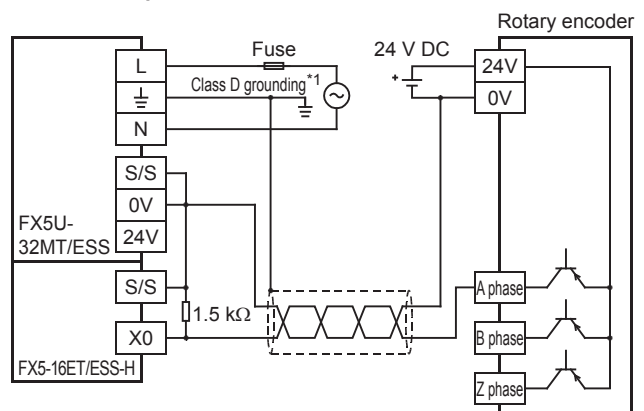 Rotary encoder
Fuse
24 V DC
L
Class D grounding*1
24V
+
0V
N
S/S
0V
24V
FX5U-
32MT/ESS
S/S
1.5 kΩ
X0
FX5-16ET/ESS-H
A phase
B phase
Z phase